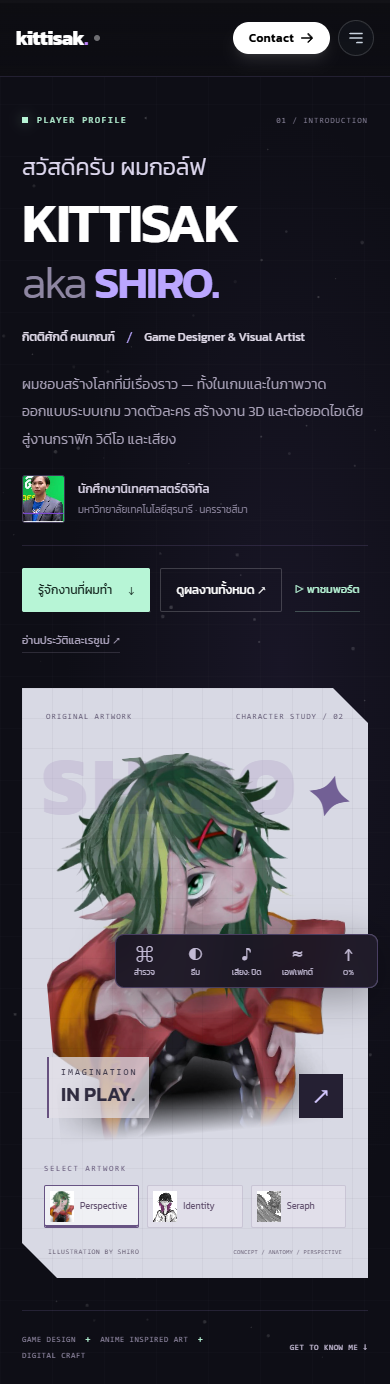 kittisak.
Contact →
PLAYER PROFILE
01 / INTRODUCTION
สวัสดีครับ ผมกอล์ฟ
KITTISAK
aka SHIRO.
กิตติศักดิ์ คนเกณฑ์ / Game Designer & Visual Artist
ผมชอบสร้างโลกที่มีเรื่องราว — ทั้งในเกมและในภาพวาด
ออกแบบระบบเกม วาดตัวละคร สร้างงาน 3D และต่อยอดไอเดีย
สู่งานกราฟิก วิดีโอ และเสียง
นักศึกษานิเทศศาสตร์ดิจิทัล
มหาวิทยาลัยเทคโนโลยีสุรนารี · นครราชสีมา
รู้จักงานที่ผมทำ ↓
ดูผลงานทั้งหมด ↗
▷ พาชมพอร์ต
อ่านประวัติและเรซูเม่ ↗
ORIGINAL ARTWORK
CHARACTER STUDY / 02
SHIRO
⌘ ◐ ♪ ≈ ↑
สำรวจ ธีม เสียง: ปิด เอฟเฟกต์ 0%
IMAGINATION
IN PLAY.
↗
SELECT ARTWORK
Perspective
Identity
Seraph
ILLUSTRATION BY SHIRO
CONCEPT / ANATOMY / PERSPECTIVE
GAME DESIGN + ANIME INSPIRED ART +
DIGITAL CRAFT
GET TO KNOW ME ↓